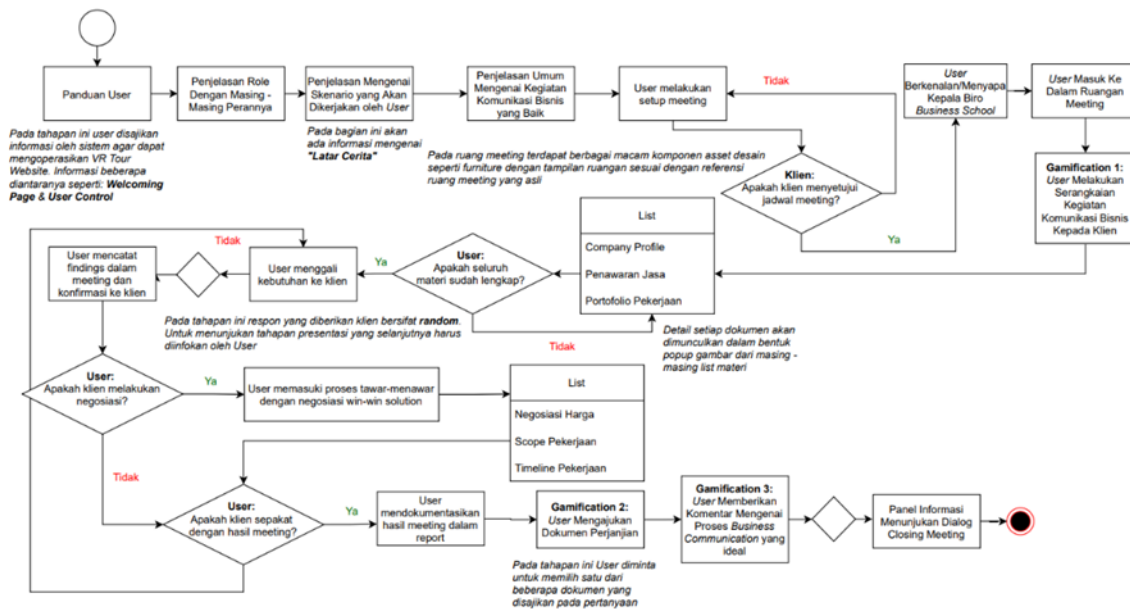 Panduan User
Penjelasan Role
Dengan Masing -
Masing Perannya
Penjelasan Mengenai
Skenario yang Akan
Dikerjakan oleh User
Penjelasan Umum
Mengenai Kegiatan
Komunikasi Bisnis
yang Baik
User melakukan
setup meeting
Tidak
User
Berkenalan/Menyapa
Kepala Biro
Business School
User Masuk Ke
Dalam Ruangan
Meeting
Pada tahapan ini user disajikan
informasi oleh sistem agar dapat
mengoperasikan VR Tour
Website. Informasi beberapa
diantaranya seperti: Welcoming
Page & User Control
Pada bagian ini akan
ada informasi mengenai
"Latar Cerita"
Pada ruang meeting terdapat berbagai macam komponen asset desain
seperti furniture dengan tampilan ruangan sesuai dengan referensi
ruang meeting yang asli
Klien:
Apakah klien menyetujui
jadwal meeting?
Ya
Gamification 1:
User Melakukan
Serangkaian
Kegiatan
Komunikasi Bisnis
Kepada Klien
List
Company Profile
Penawaran Jasa
Portofolio Pekerjaan
User:
Apakah seluruh
materi sudah lengkap?
Ya
Tidak
User menggali
kebutuhan ke klien
Tidak
User mencatat
findings dalam
meeting dan
konfirmasi ke klien
Pada tahapan ini respon yang diberikan klien bersifat random.
Untuk menunjukan tahapan presentasi yang selanjutnya harus
diinfokan oleh User
Detail setiap dokumen akan
dimunculkan dalam bentuk
popup gambar dari masing -
masing list materi
User:
Apakah klien melakukan
negosiasi?
Ya
User memasuki proses tawar-menawar
dengan negosiasi win-win solution
List
Negosiasi Harga
Scope Pekerjaan
Timeline Pekerjaan
Tidak
User:
Apakah klien sepakat
dengan hasil meeting?
Ya
User
mendokumentasikan
hasil meeting dalam
report
Gamification 2:
User Mengajukan
Dokumen Perjanjian
Gamification 3:
User Memberikan
Komentar Mengenai
Proses Business
Communication yang
ideal
Panel Informasi
Menunjukan Dialog
Closing Meeting
Pada tahapan ini User diminta
untuk memilih satu dari
beberapa dokumen yang
disajikan pada pertanyaan